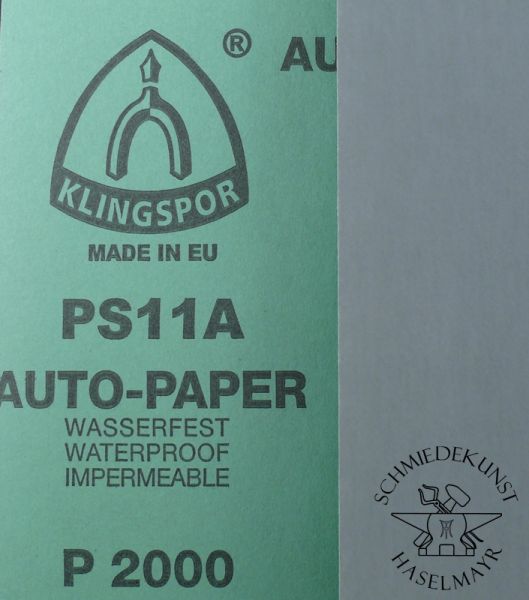 ® AU
KLINGSPOR
MADE IN EU
PS11A
AUTO-PAPER
WASSERFEST
WATERPROOF
IMPERMEABLE
P 2000
SCHMIEDEKUNST
HASELMAYR